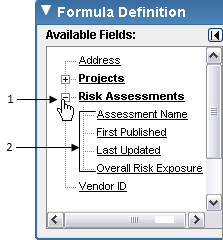 Formula Definition
Available Fields:
Address
Projects
1
Risk Assessments
Assessment Name
First Published
2
Last Updated
Overall Risk Exposure
Vendor ID